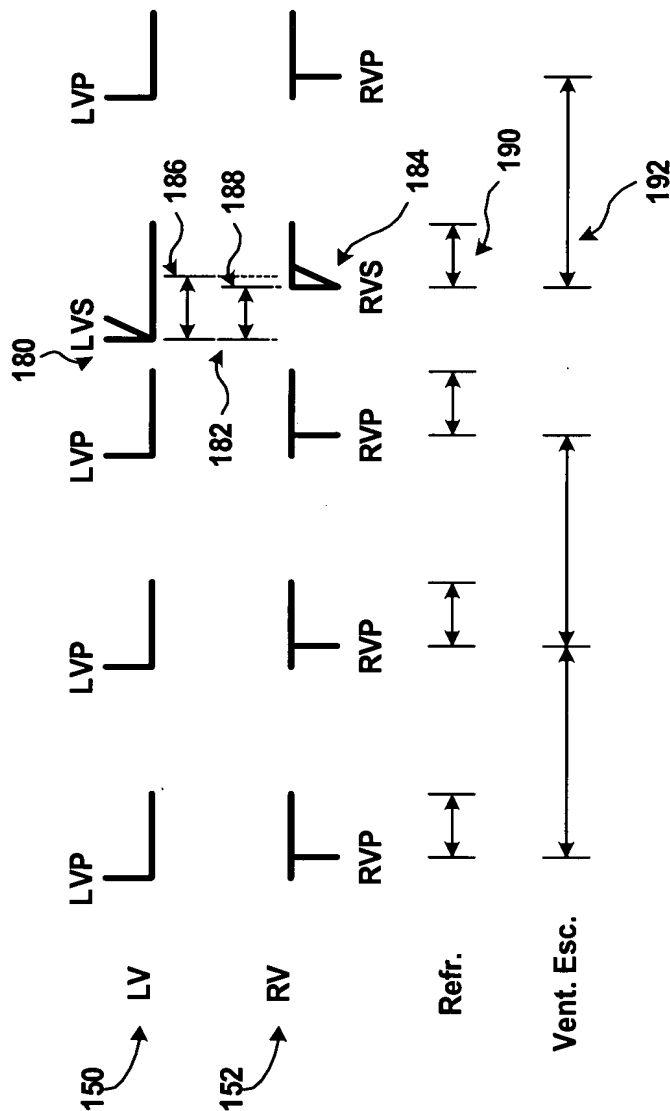 180
LVP LVP LVP LVS LVP
150
LV
186
182
188
152
RV
RVP RVP RVP RVS RVP
184
Refr.
190
Vent. Esc.
192